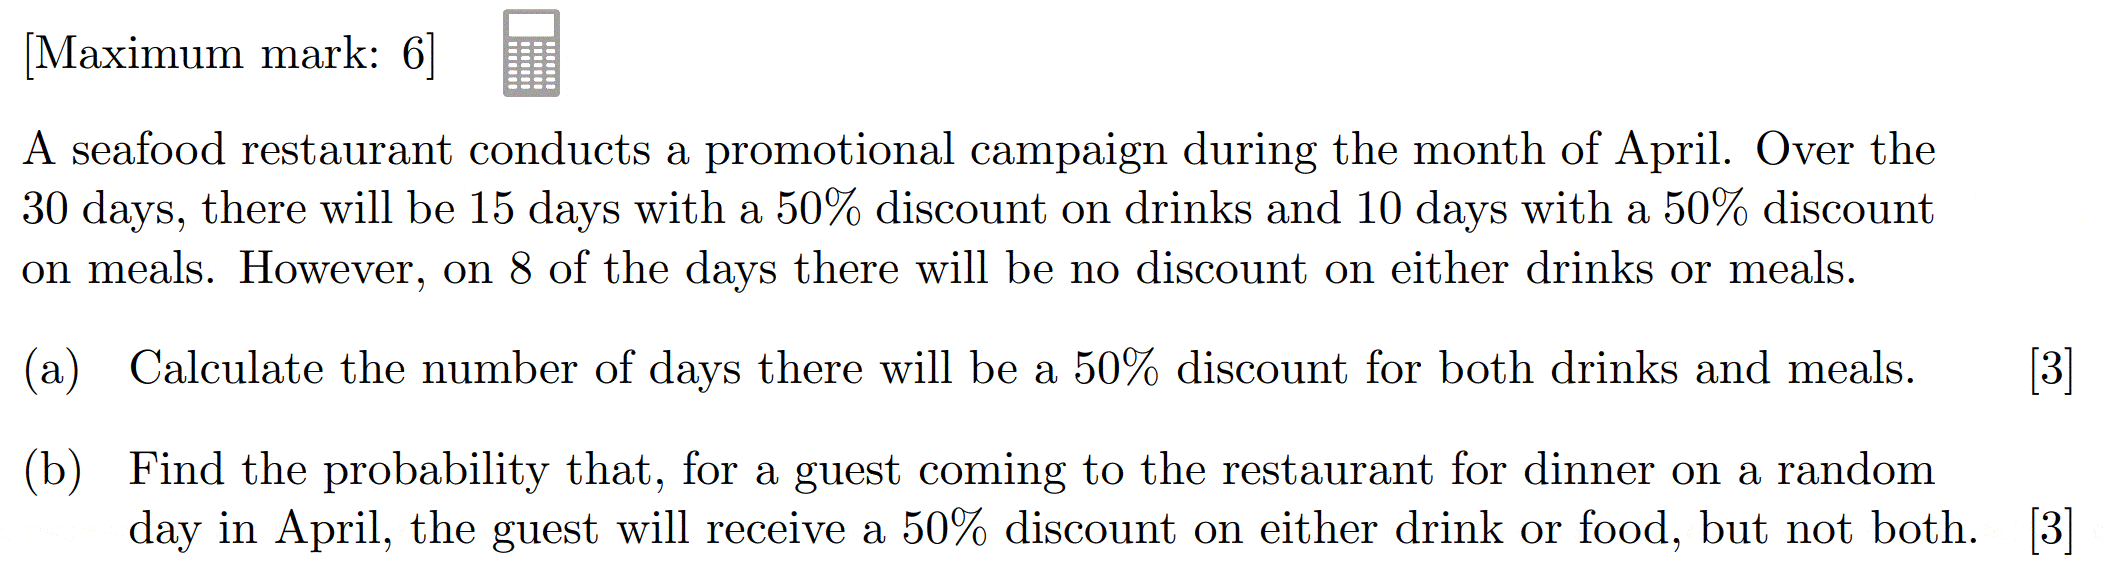 [Maximum mark: 6]
A seafood restaurant conducts a promotional campaign during the month of April. Over the
30 days, there will be 15 days with a 50% discount on drinks and 10 days with a 50% discount
on meals. However, on 8 of the days there will be no discount on either drinks or meals.
(a) Calculate the number of days there will be a 50% discount for both drinks and meals. [3]
(b) Find the probability that, for a guest coming to the restaurant for dinner on a random
day in April, the guest will receive a 50% discount on either drink or food, but not both. [3]